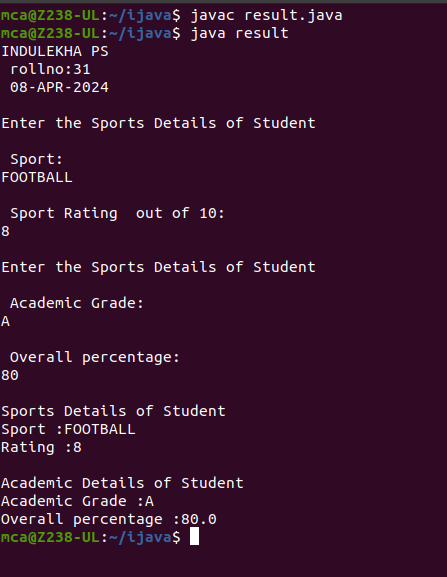 mca@Z238-UL:~/ijava$ javac result.java
mca@Z238-UL:~/ijava$ java result
INDULEKHA PS
rollno:31
08-APR-2024
Enter the Sports Details of Student
Sport:
FOOTBALL
Sport Rating  out of 10:
8
Enter the Sports Details of Student
Academic Grade:
A
Overall percentage:
80
Sports Details of Student
Sport :FOOTBALL
Rating :8
Academic Details of Student
Academic Grade :A
Overall percentage :80.0
mca@Z238-UL:~/ijava$